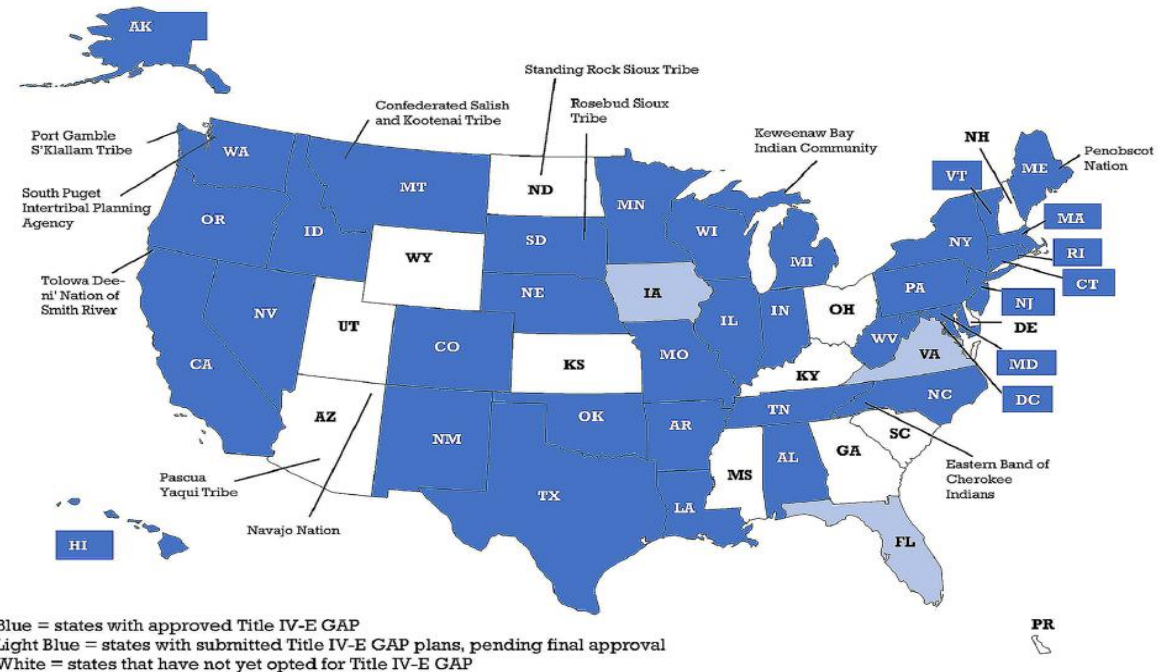 AK
Standing Rock Sioux Tribe
Confederated Salish
and Kootenai Tribe
Rosebud Sioux
Tribe
Port Gamble
S'Klallam Tribe
Keweenaw Bay
Indian Community
NH
Penobscot
Nation
WA
MT
ND
MN
VT
ME
South Puget
Intertribal Planning
Agency
OR
ID
SD
WI
MI
NY
MA
RI
CT
WY
Tolowa Dee-
ni' Nation of
Smith River
NV
UT
NE
IA
IL
IN
OH
PA
NJ
DE
CA
CO
KS
MO
KY
WV
VA
MD
DC
AZ
NM
OK
AR
TN
NC
SC
Pascua
Yaqui Tribe
Navajo Nation
TX
LA
MS
AL
GA
Eastern Band of
Cherokee
Indians
HI
FL
PR
Blue = states with approved Title IV-E GAP
Light Blue = states with submitted Title IV-E GAP plans, pending final approval
White = states that have not yet opted for Title IV-E GAP